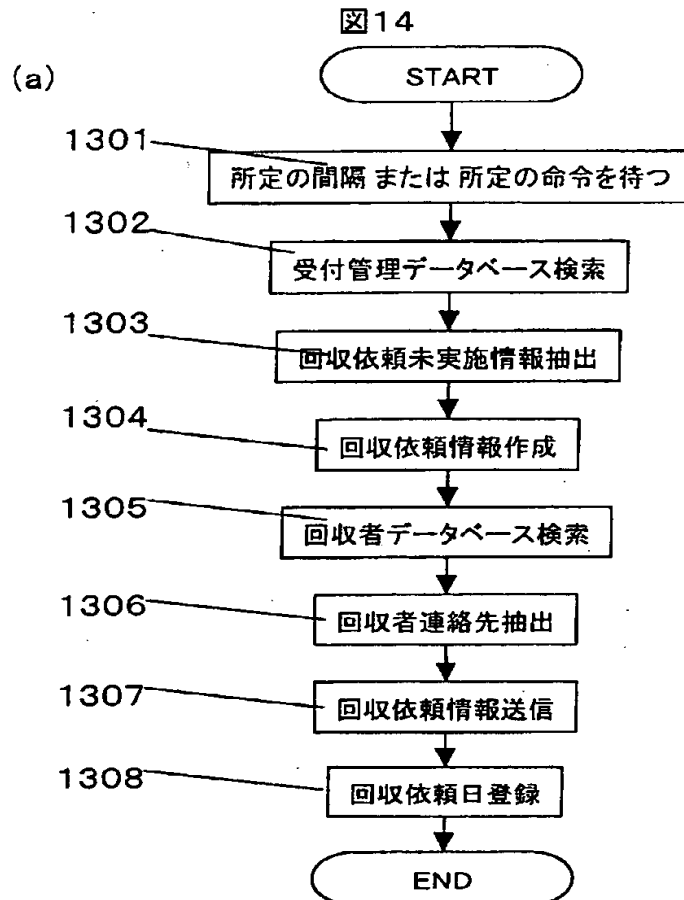 図14
(a)
START
1301
所定の間隔 または 所定の命令を待つ
1302
受付管理データベース検索
1303
回収依頼未実施情報抽出
1304
回収依頼情報作成
1305
回収者データベース検索
1306
回収者連絡先抽出
1307
回収依頼情報送信
1308
回収依頼日登録
END